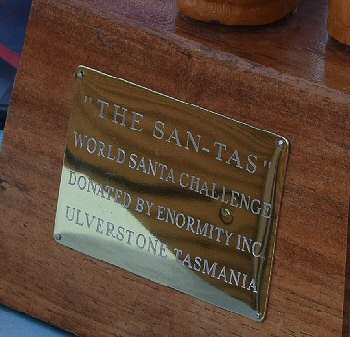 "THE SAN-TAS"
WORLD SANTA CHALLENGE
DONATED BY ENORMITY INC
ULVERSTONE TASMANIA